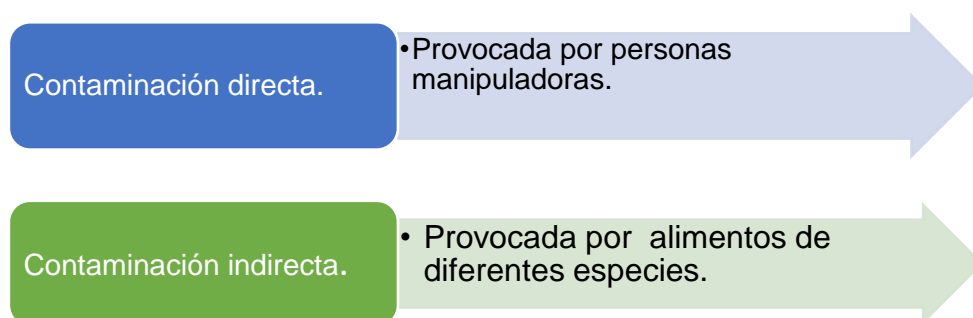 Contaminación directa.
•Provocada por personas
manipuladoras.
Contaminación indirecta.
• Provocada por alimentos de
diferentes especies.